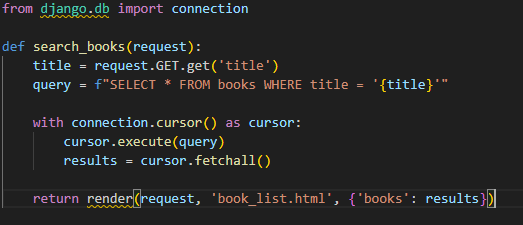 from django.db import connection

def search_books(request):
    title = request.GET.get('title')
    query = f"SELECT * FROM books WHERE title = '{title}'"

    with connection.cursor() as cursor:
        cursor.execute(query)
        results = cursor.fetchall()

    return render(request, 'book_list.html', {'books': results})